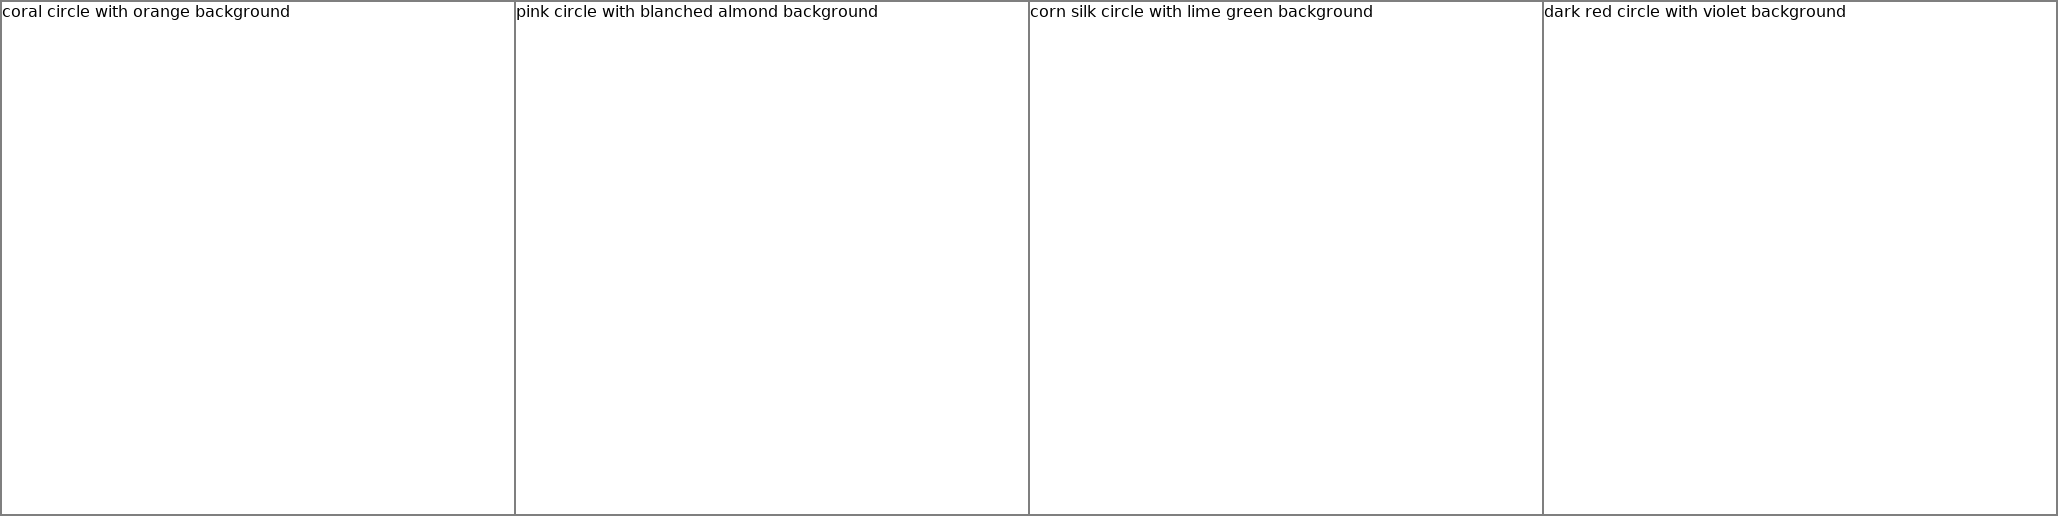 coral circle with orange background
pink circle with blanched almond background
corn silk circle with lime green background
dark red circle with violet background